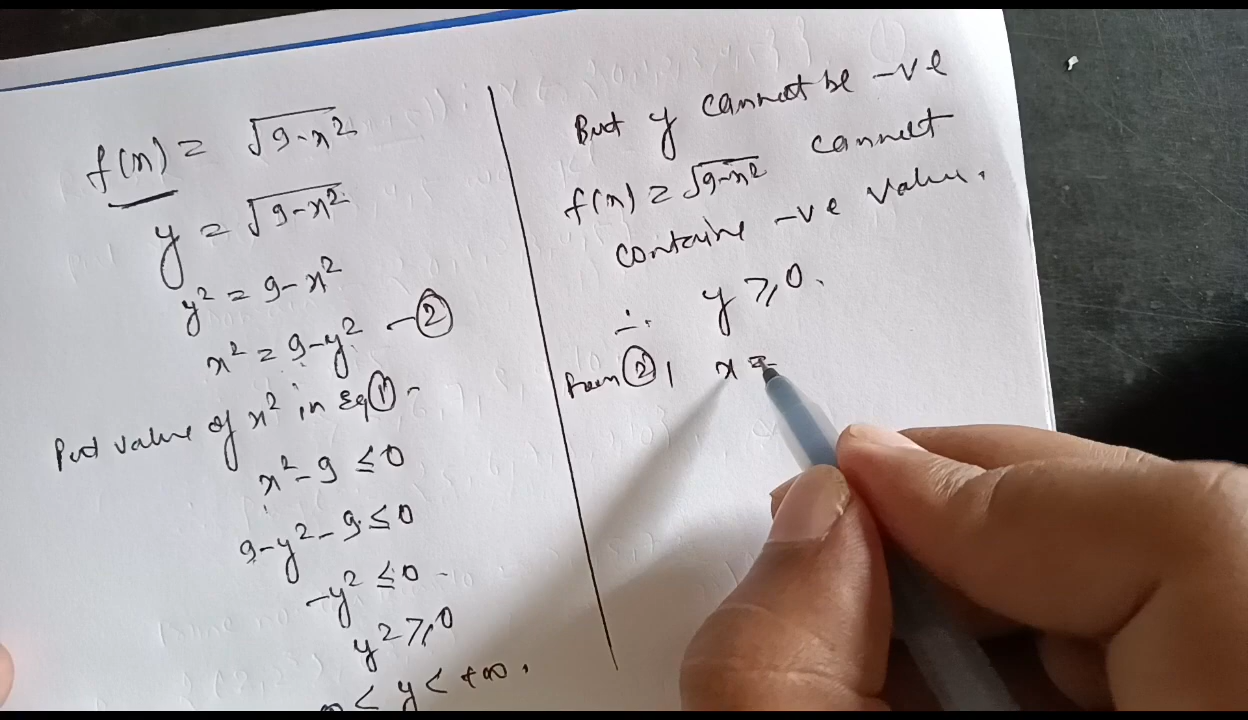 f(x) = √9-x²
y = √9-x²
y² = 9-x²
x² = 9-y² -②
Put value of x² in Eq① -
x²-9 ≤ 0
9-y²-9 ≤ 0
-y² ≤ 0
y² ≥ 0
< y < +∞.
But y cannot be -ve
f(x) = √9-x² cannot
containe -ve value.
∴ y ≥ 0.
from ②, x =